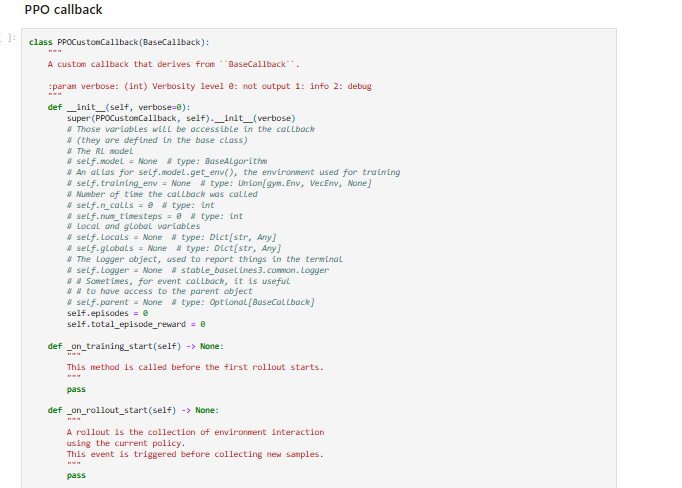 PPO callback
[ ]:
class PPOCustomCallback(BaseCallback):
"""
A custom callback that derives from ``BaseCallback``.
:param verbose: (int) Verbosity level 0: not output 1: info 2: debug
"""
def __init__(self, verbose=0):
super(PPOCustomCallback, self).__init__(verbose)
# Those variables will be accessible in the callback
# (they are defined in the base class)
# The RL model
# self.model = None  # type: BaseAlgorithm
# An alias for self.model.get_env(), the environment used for training
# self.training_env = None  # type: Union[gym.Env, VecEnv, None]
# Number of time the callback was called
# self.n_calls = 0  # type: int
# self.num_timesteps = 0  # type: int
# local and global variables
# self.locals = None  # type: Dict[str, Any]
# self.globals = None  # type: Dict[str, Any]
# The logger object, used to report things in the terminal
# self.logger = None  # stable_baselines3.common.logger
# # Sometimes, for event callback, it is useful
# # to have access to the parent object
# self.parent = None  # type: Optional[BaseCallback]
self.episodes = 0
self.total_episode_reward = 0
def _on_training_start(self) -> None:
"""
This method is called before the first rollout starts.
"""
pass
def _on_rollout_start(self) -> None:
"""
A rollout is the collection of environment interaction
using the current policy.
This event is triggered before collecting new samples.
"""
pass